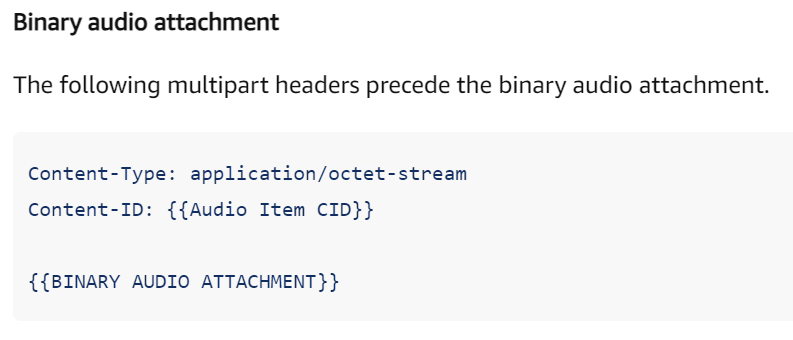 Binary audio attachment
The following multipart headers precede the binary audio attachment.
Content-Type: application/octet-stream
Content-ID: {{Audio Item CID}}
{{BINARY AUDIO ATTACHMENT}}